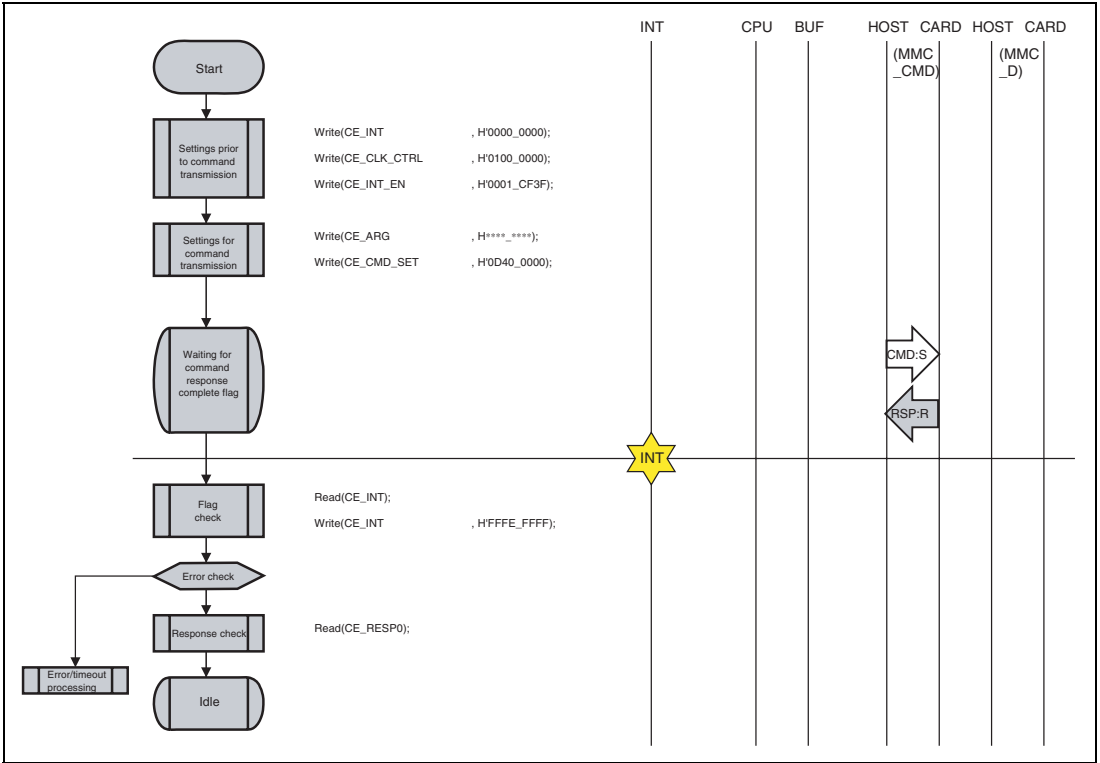 INT CPU BUF HOST CARD HOST CARD
(MMC
_CMD)
(MMC
_D)
Start
Settings prior
to command
transmission
Write(CE_INT , H'0000_0000);
Write(CE_CLK_CTRL , H'0100_0000);
Write(CE_INT_EN , H'0001_CF3F);
Settings for
command
transmission
Write(CE_ARG , H'****_****);
Write(CE_CMD_SET , H'0D40_0000);
Waiting for
command
response
complete flag
CMD:S
RSP:R
INT
Flag
check
Read(CE_INT);
Write(CE_INT , H'FFFE_FFFF);
Error check
Response check
Read(CE_RESP0);
Error/timeout
processing
Idle